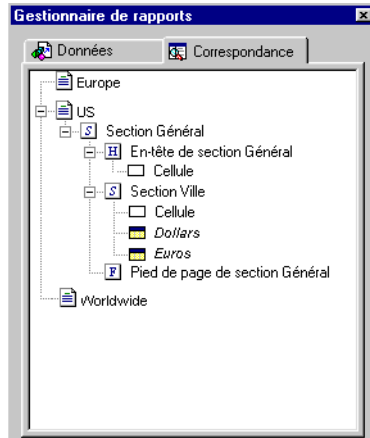 Gestionnaire de rapports
Données Correspondance
Europe
US
S Section Général
H En-tête de section Général
Cellule
S Section Ville
Cellule
Dollars
Euros
F Pied de page de section Général
Worldwide